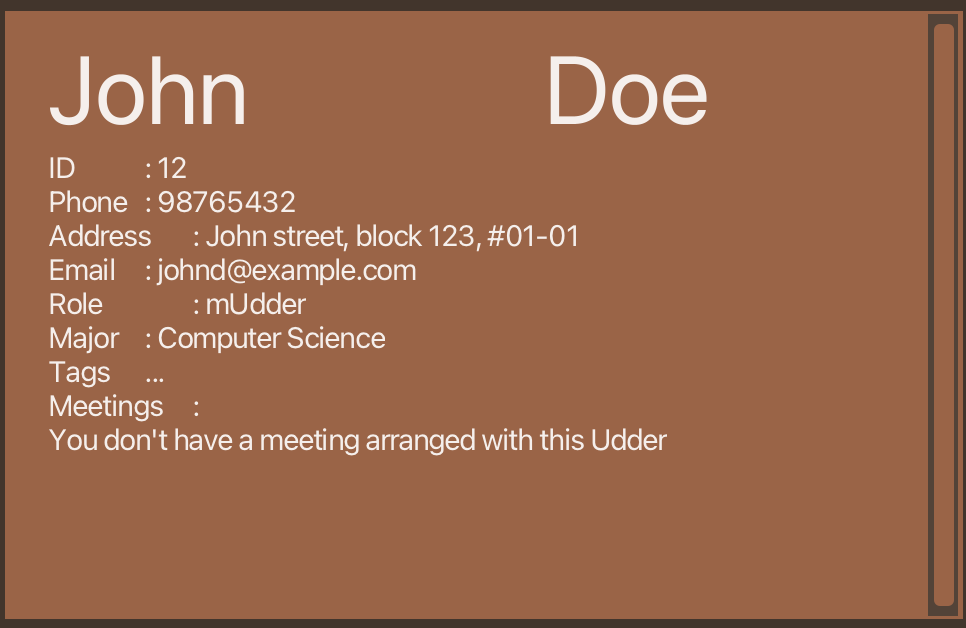 John Doe
ID : 12
Phone : 98765432
Address : John street, block 123, #01-01
Email : johnd@example.com
Role : mUdder
Major : Computer Science
Tags ...
Meetings :
You don't have a meeting arranged with this Udder